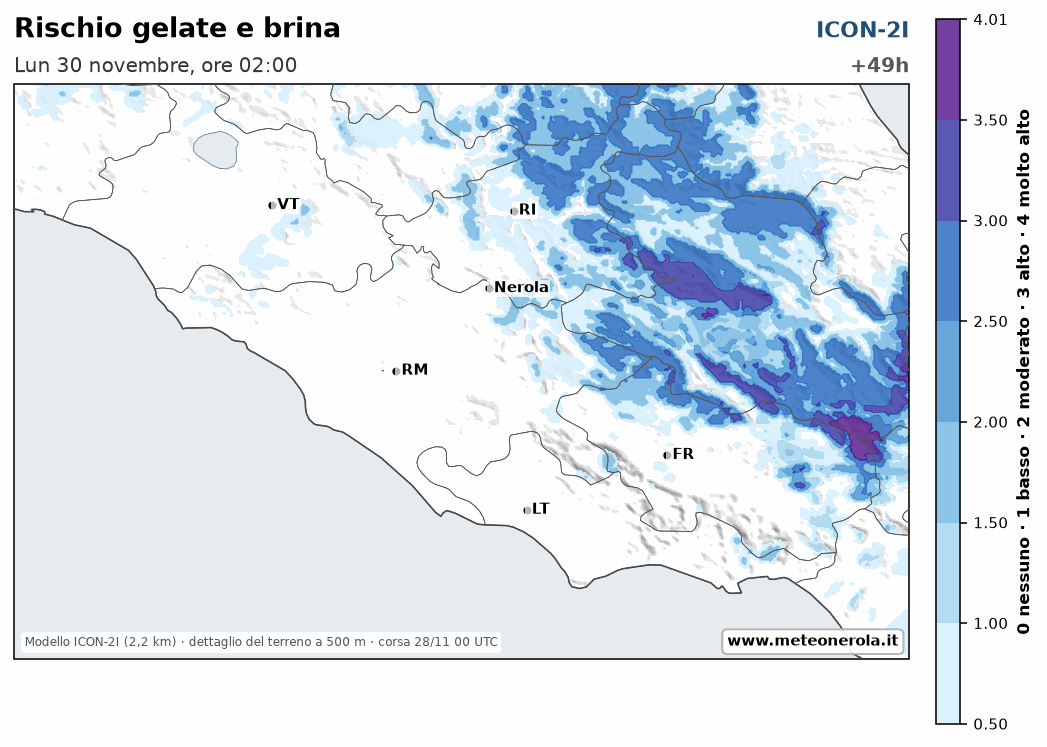 Rischio gelate e brina
ICON-2I
Lun 30 novembre, ore 02:00
+49h
VT
RI
Nerola
RM
FR
LT
Modello ICON-2I (2,2 km) · dettaglio del terreno a 500 m · corsa 28/11 00 UTC
www.meteonerola.it
4.01
3.50
3.00
2.50
2.00
1.50
1.00
0.50
0 nessuno · 1 basso · 2 moderato · 3 alto · 4 molto alto